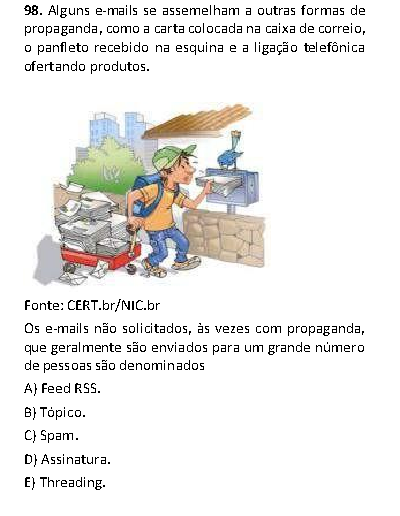 98. Alguns e-mails se assemelham a outras formas de
propaganda, como a carta colocada na caixa de correio,
o panfleto recebido na esquina e a ligação telefônica
ofertando produtos.
Fonte: CERT.br/NIC.br
Os e-mails não solicitados, às vezes com propaganda,
que geralmente são enviados para um grande número
de pessoas são denominados
A) Feed RSS.
B) Tópico.
C) Spam.
D) Assinatura.
E) Threading.